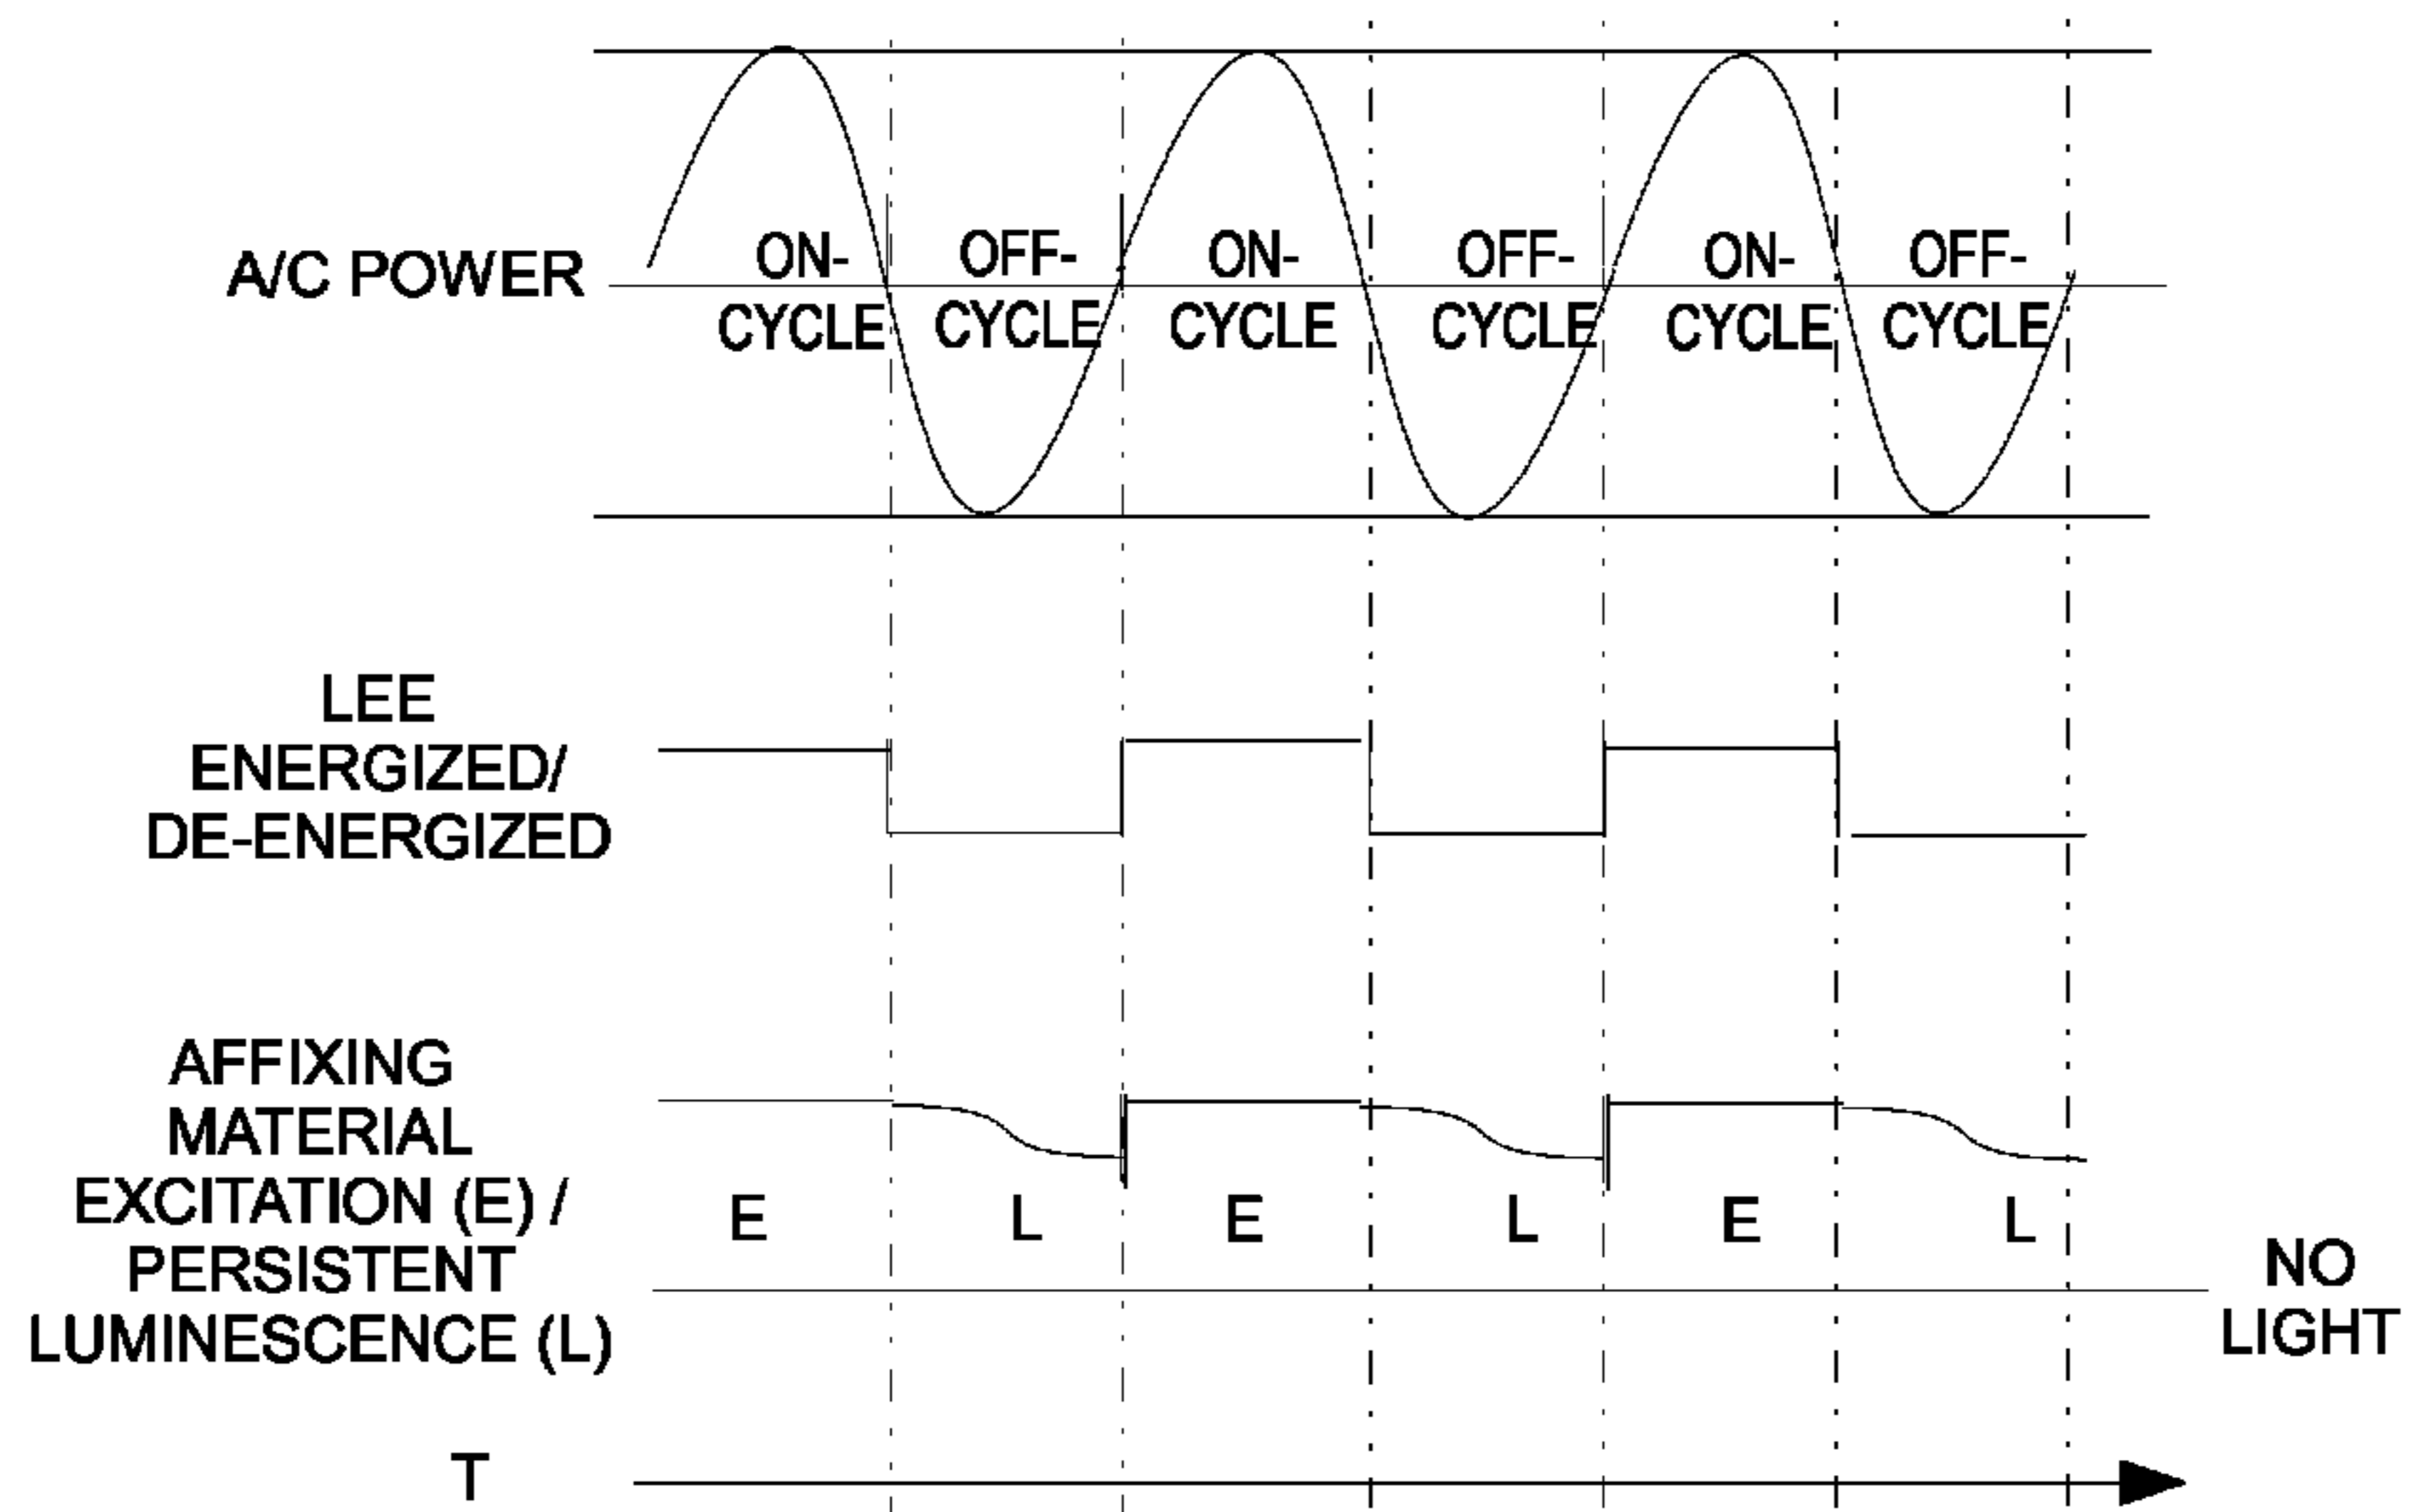 A/C POWER
ON-
CYCLE
OFF-
CYCLE
ON-
CYCLE
OFF-
CYCLE
ON-
CYCLE
OFF-
CYCLE
LEE
ENERGIZED/
DE-ENERGIZED
AFFIXING
MATERIAL
EXCITATION (E) /
PERSISTENT
LUMINESCENCE (L)
E
L
E
L
E
L
NO
LIGHT
T